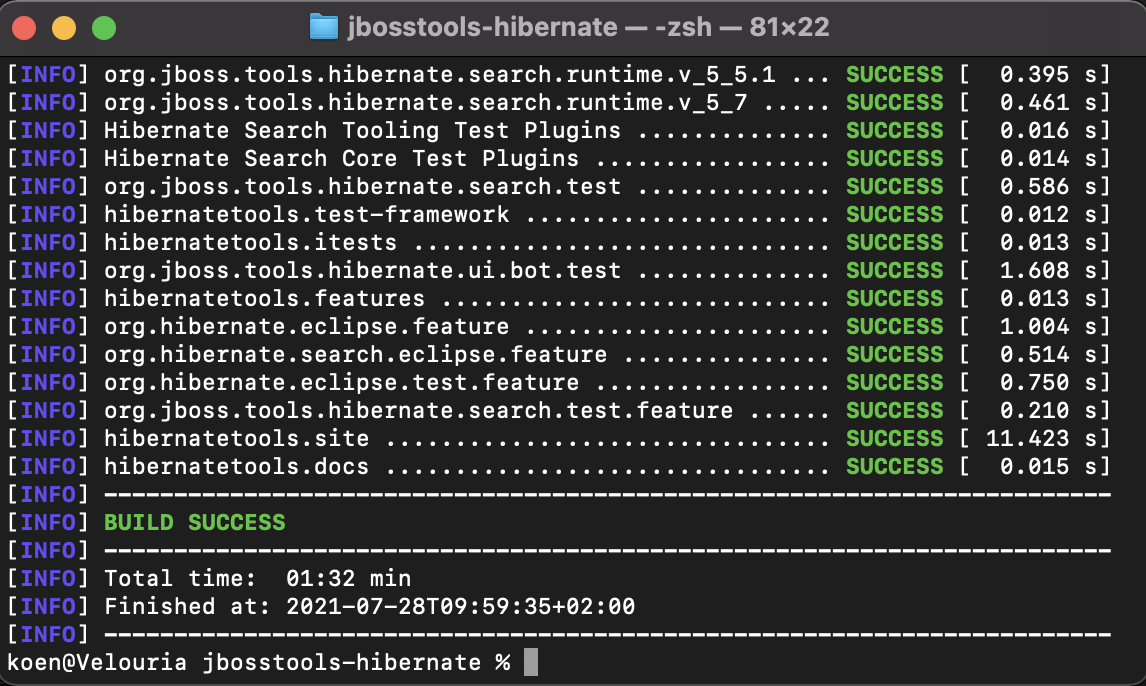 jbosstools-hibernate — -zsh — 81×22
[INFO] org.jboss.tools.hibernate.search.runtime.v_5_5.1 ... SUCCESS [  0.395 s]
[INFO] org.jboss.tools.hibernate.search.runtime.v_5_7 ..... SUCCESS [  0.461 s]
[INFO] Hibernate Search Tooling Test Plugins .............. SUCCESS [  0.016 s]
[INFO] Hibernate Search Core Test Plugins ................. SUCCESS [  0.014 s]
[INFO] org.jboss.tools.hibernate.search.test .............. SUCCESS [  0.586 s]
[INFO] hibernatetools.test-framework ...................... SUCCESS [  0.012 s]
[INFO] hibernatetools.itests .............................. SUCCESS [  0.013 s]
[INFO] org.jboss.tools.hibernate.ui.bot.test .............. SUCCESS [  1.608 s]
[INFO] hibernatetools.features ............................ SUCCESS [  0.013 s]
[INFO] org.hibernate.eclipse.feature ...................... SUCCESS [  1.004 s]
[INFO] org.hibernate.search.eclipse.feature ............... SUCCESS [  0.514 s]
[INFO] org.hibernate.eclipse.test.feature ................. SUCCESS [  0.750 s]
[INFO] org.jboss.tools.hibernate.search.test.feature ...... SUCCESS [  0.210 s]
[INFO] hibernatetools.site ................................ SUCCESS [ 11.423 s]
[INFO] hibernatetools.docs ................................ SUCCESS [  0.015 s]
[INFO] ------------------------------------------------------------------------
[INFO] BUILD SUCCESS
[INFO] ------------------------------------------------------------------------
[INFO] Total time:  01:32 min
[INFO] Finished at: 2021-07-28T09:59:35+02:00
[INFO] ------------------------------------------------------------------------
koen@Velouria jbosstools-hibernate %